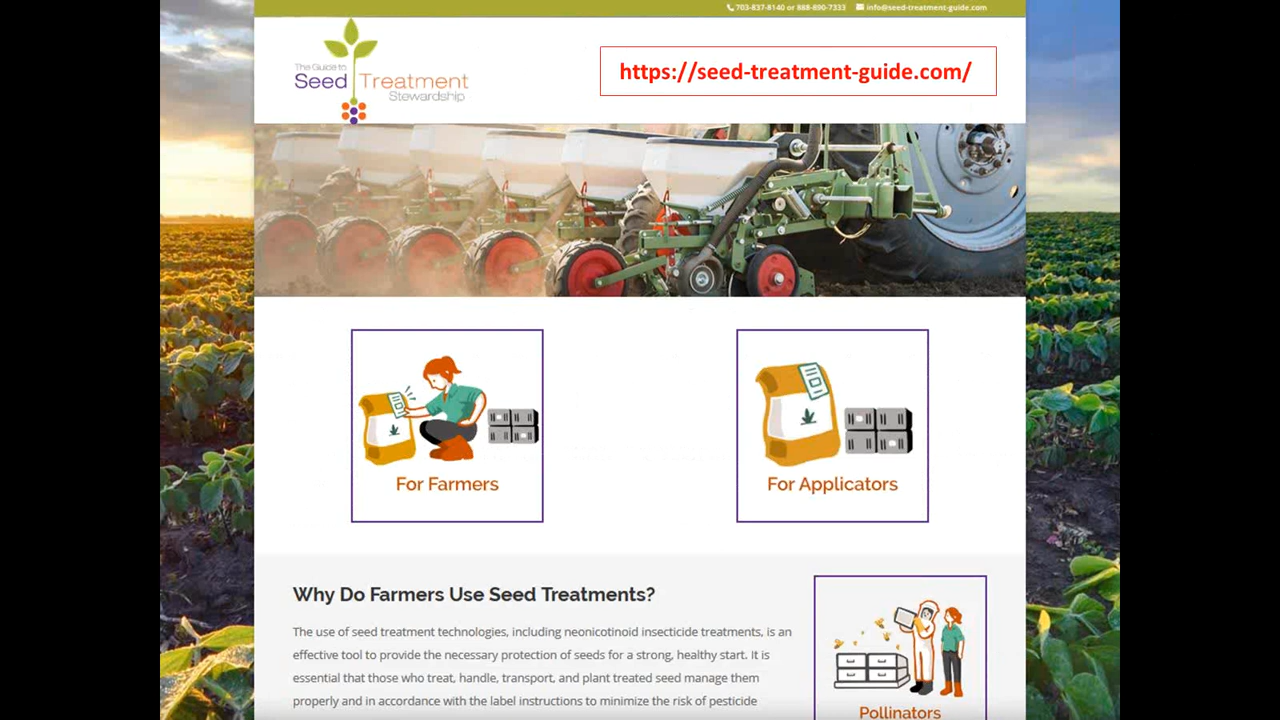 703-837-8140 or 888-890-7333 info@seed-treatment-guide.com
The Guide to
Seed Treatment
Stewardship
https://seed-treatment-guide.com/
For Farmers
For Applicators
Why Do Farmers Use Seed Treatments?
The use of seed treatment technologies, including neonicotinoid insecticide treatments, is an
effective tool to provide the necessary protection of seeds for a strong, healthy start. It is
essential that those who treat, handle, transport, and plant treated seed manage them
properly and in accordance with the label instructions to minimize the risk of pesticide
Pollinators